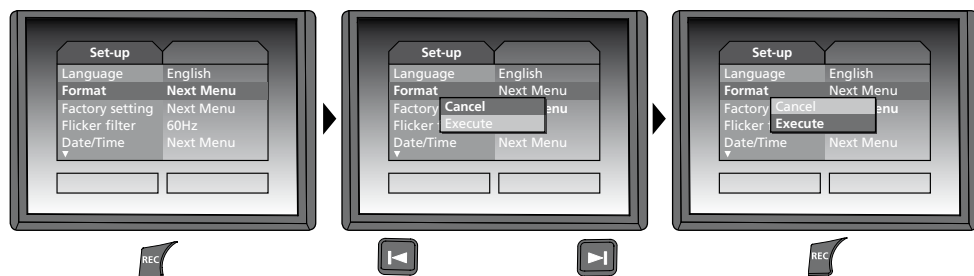 Set-up
Language English
Format Next Menu
Factory setting Next Menu
Flicker filter 60Hz
Date/Time Next Menu
REC
Set-up
Language English
Format Next Menu
Factory Cancel enu
Flicker f Execute
Date/Time Next Menu
Set-up
Language English
Format Next Menu
Factory Cancel enu
Flicker f Execute
Date/Time Next Menu
REC